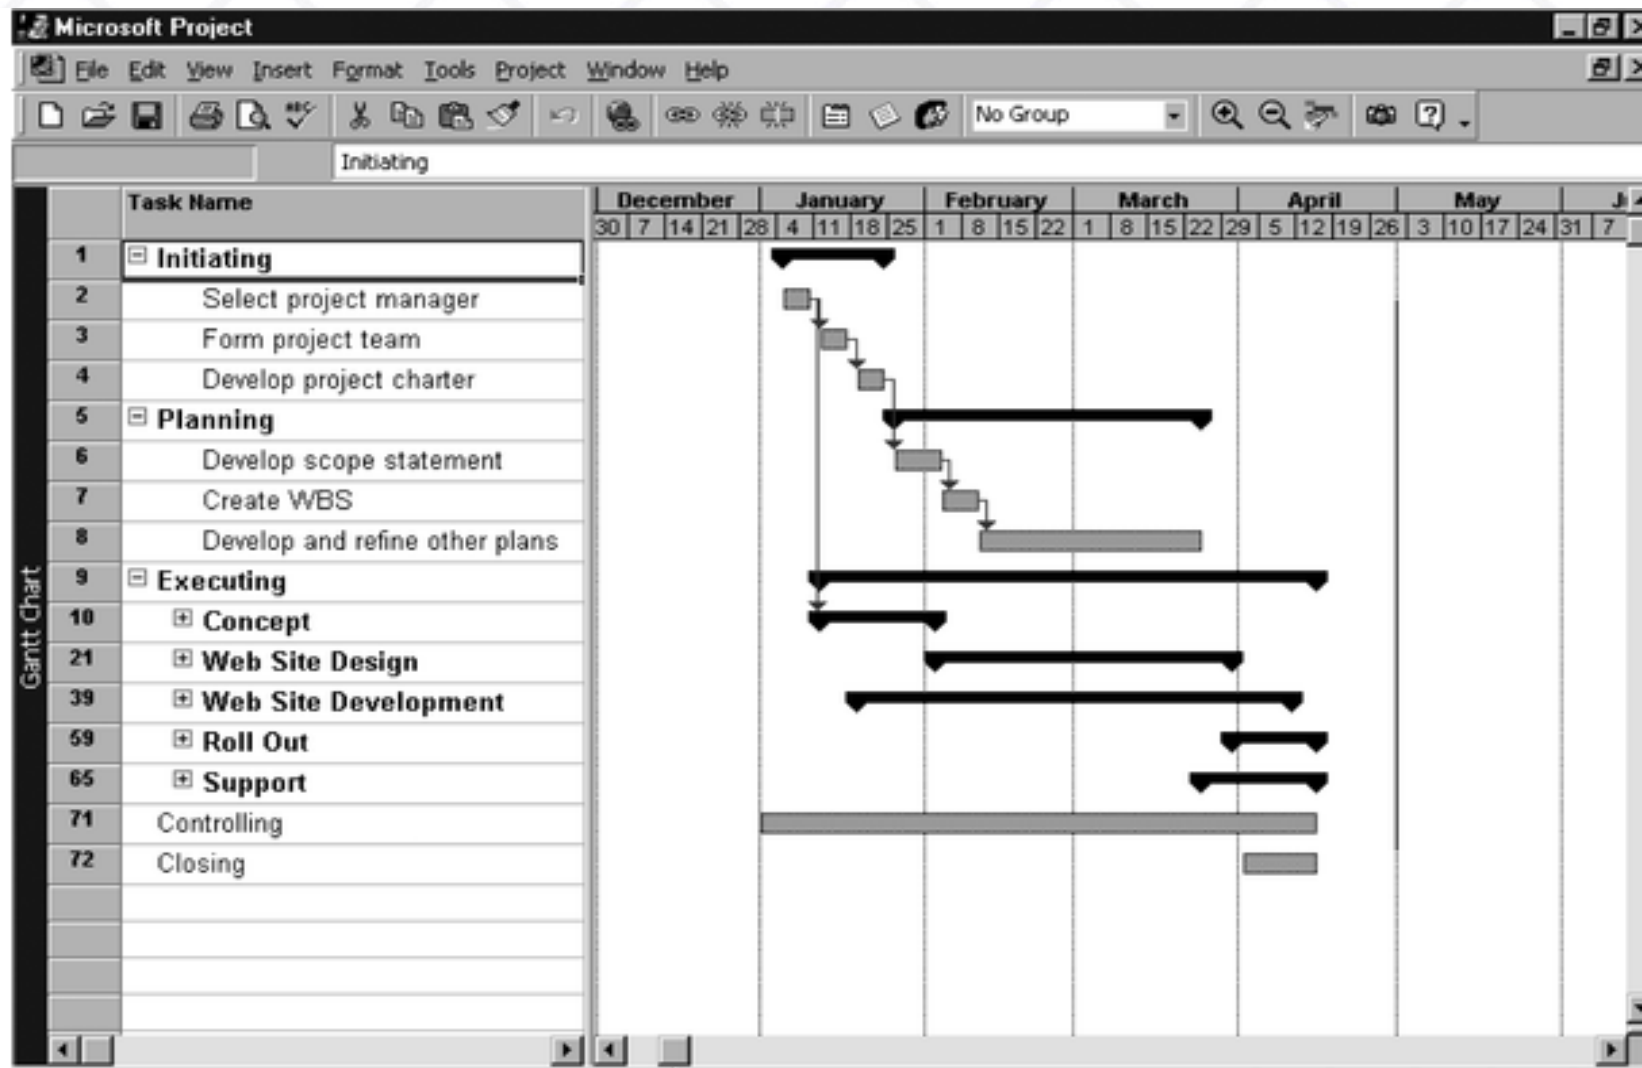 Microsoft Project
File Edit View Insert Format Tools Project Window Help
No Group
Initiating
Task Name December January February March April May
30 7 14 21 28 4 11 18 25 1 8 15 22 1 8 15 22 29 5 12 19 26 3 10 17 24 31 7
1 Initiating
2 Select project manager
3 Form project team
4 Develop project charter
5 Planning
6 Develop scope statement
7 Create WBS
8 Develop and refine other plans
9 Executing
10 Concept
21 Web Site Design
39 Web Site Development
59 Roll Out
65 Support
71 Controlling
72 Closing
Gantt Chart